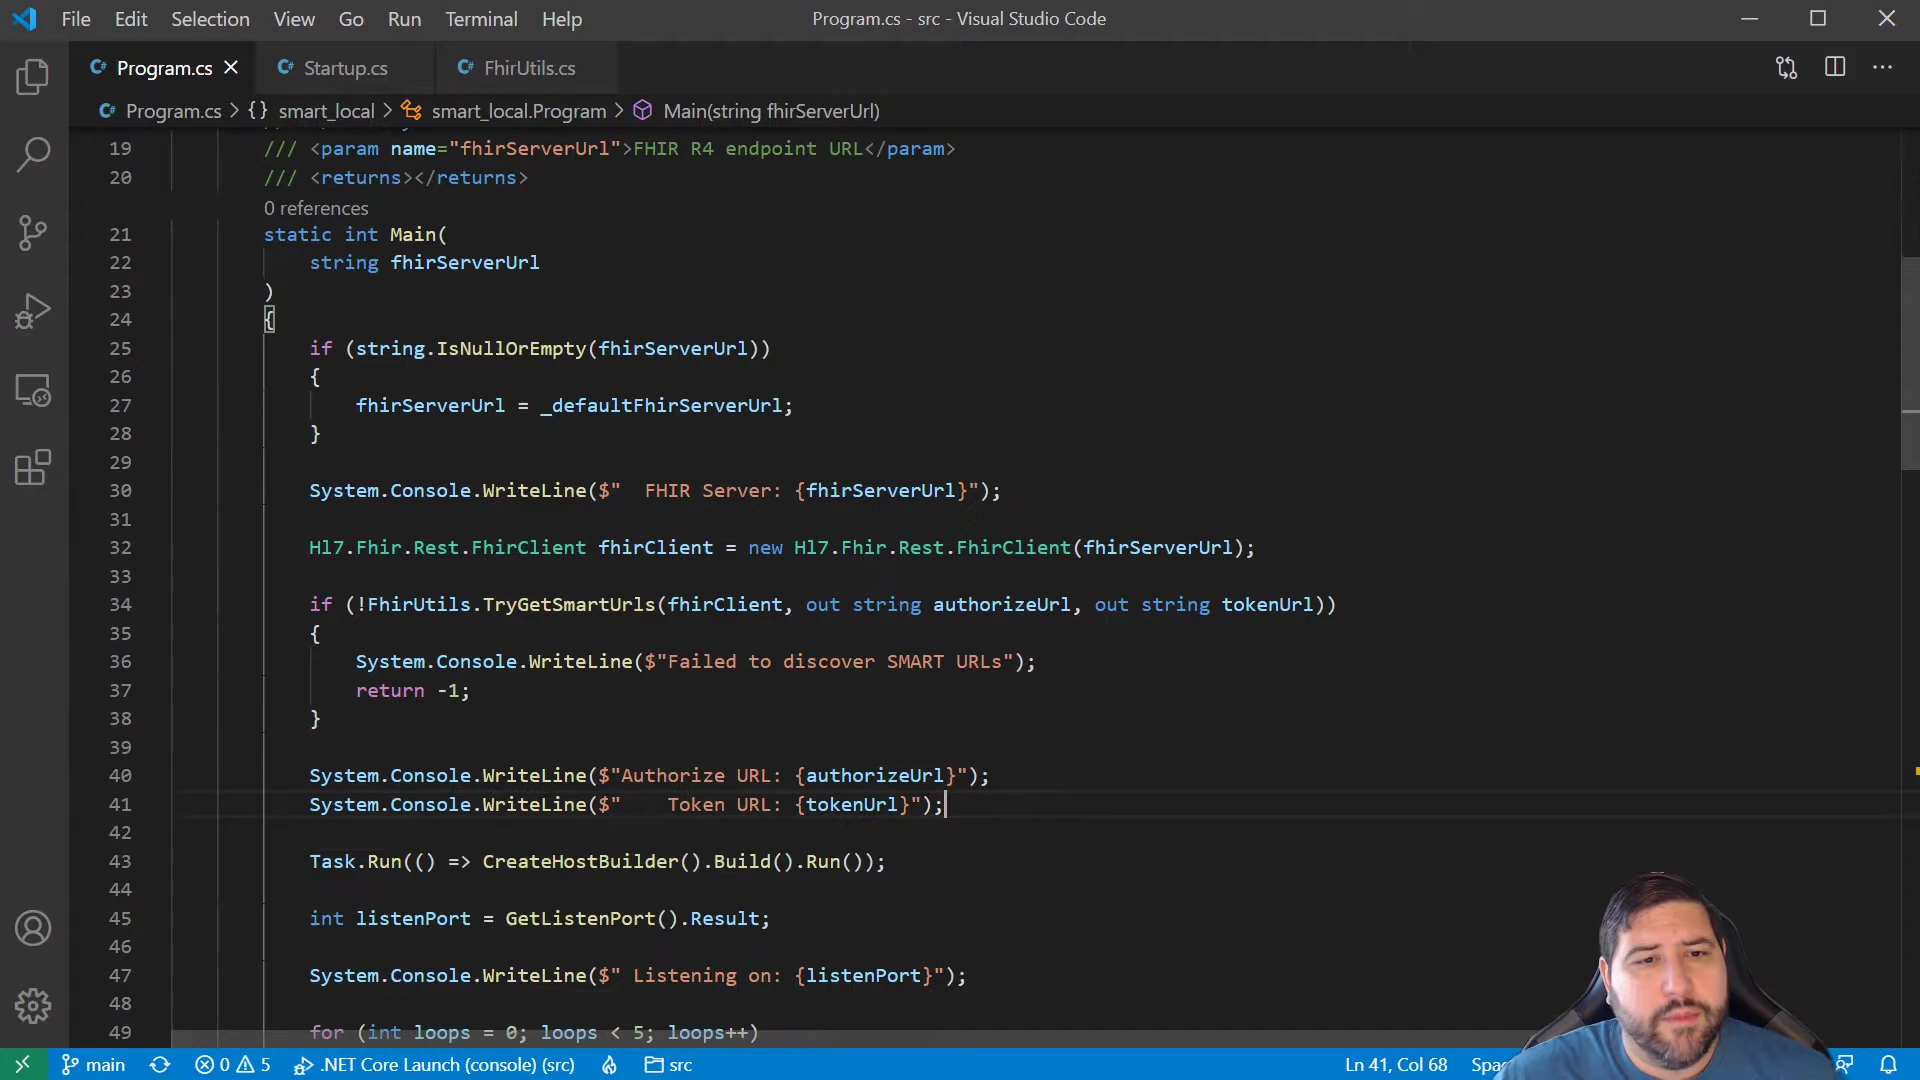 File Edit Selection View Go Run Terminal Help
Program.cs - src - Visual Studio Code
Program.cs
Startup.cs
FhirUtils.cs
Program.cs > {} smart_local > smart_local.Program > Main(string fhirServerUrl)
19 /// <param name="fhirServerUrl">FHIR R4 endpoint URL</param>
20 /// <returns></returns>
0 references
21 static int Main(
22 string fhirServerUrl
23 )
24 {
25 if (string.IsNullOrEmpty(fhirServerUrl))
26 {
27 fhirServerUrl = _defaultFhirServerUrl;
28 }
29
30 System.Console.WriteLine($"  FHIR Server: {fhirServerUrl}");
31
32 Hl7.Fhir.Rest.FhirClient fhirClient = new Hl7.Fhir.Rest.FhirClient(fhirServerUrl);
33
34 if (!FhirUtils.TryGetSmartUrls(fhirClient, out string authorizeUrl, out string tokenUrl))
35 {
36 System.Console.WriteLine($"Failed to discover SMART URLs");
37 return -1;
38 }
39
40 System.Console.WriteLine($"Authorize URL: {authorizeUrl}");
41 System.Console.WriteLine($"    Token URL: {tokenUrl}");
42
43 Task.Run(() => CreateHostBuilder().Build().Run());
44
45 int listenPort = GetListenPort().Result;
46
47 System.Console.WriteLine($" Listening on: {listenPort}");
48
49 for (int loops = 0; loops < 5; loops++)
main 0 5 .NET Core Launch (console) (src) src Ln 41, Col 68